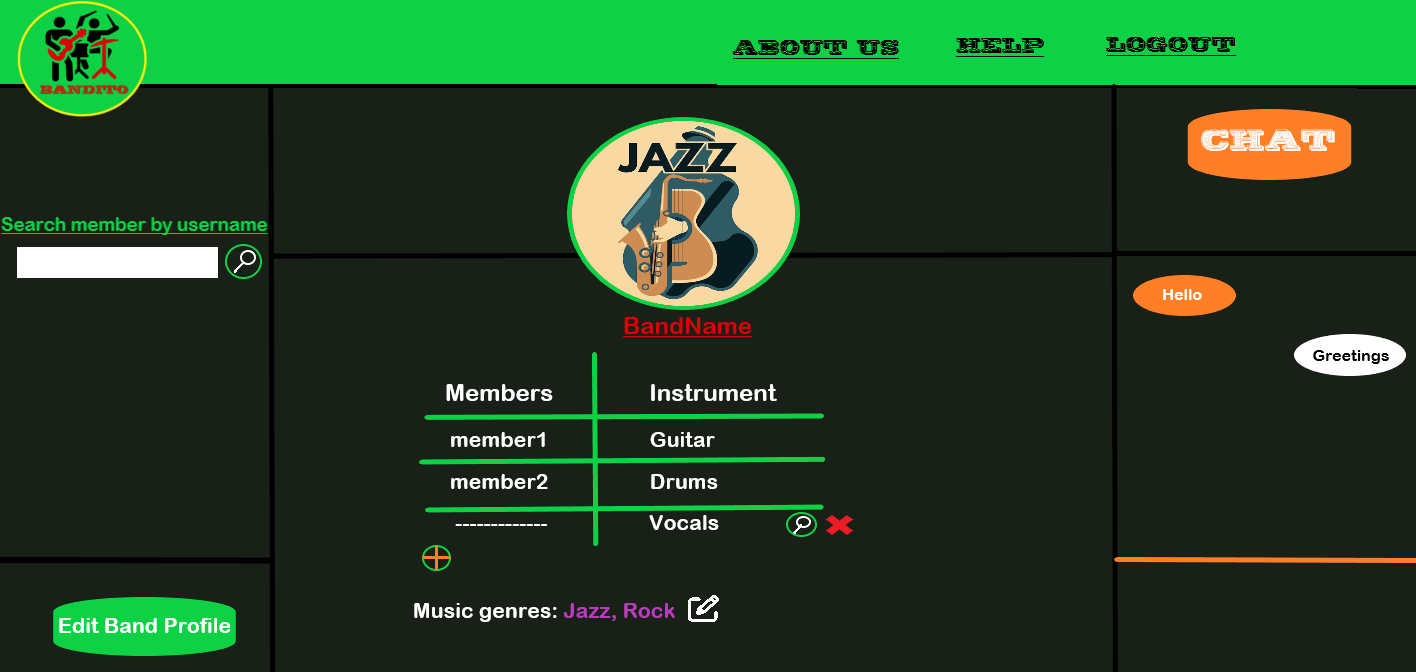 BANDITO
ABOUT US
HELP
LOGOUT
CHAT
JAZZ
Search member by username
Hello
Greetings
BandName
Members Instrument
member1 Guitar
member2 Drums
------------- Vocals
Music genres: Jazz, Rock
Edit Band Profile